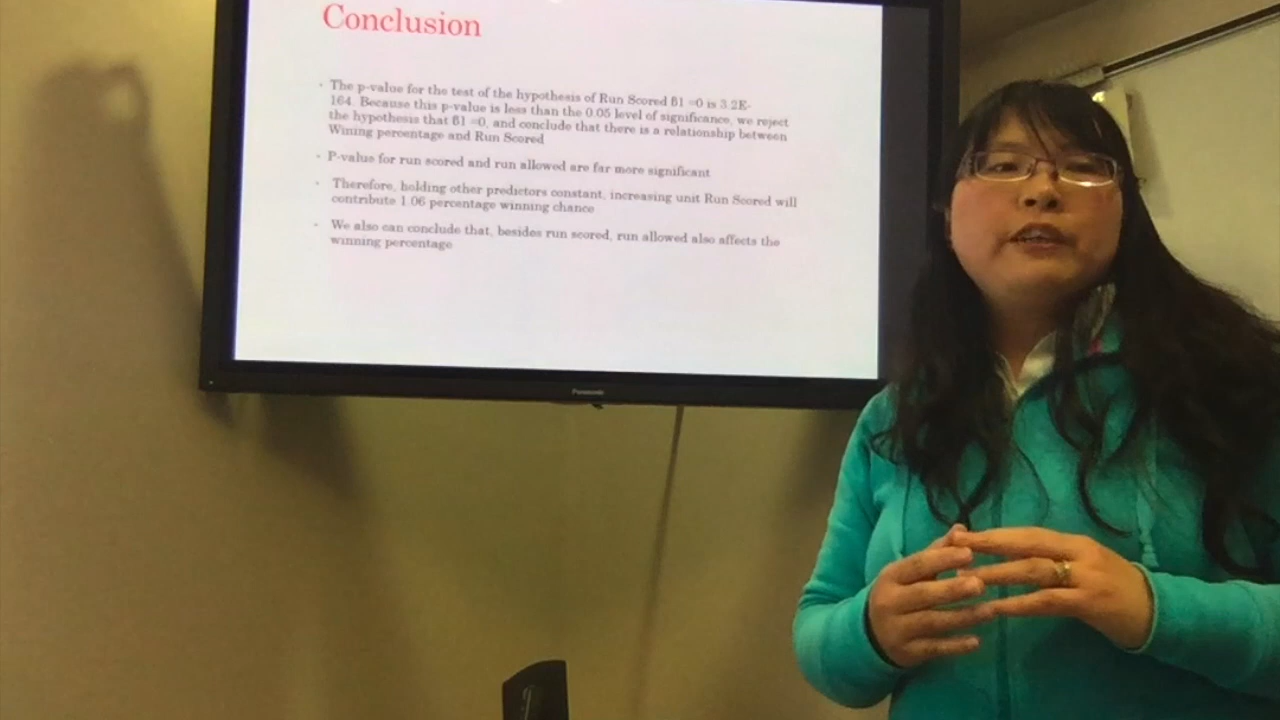 Conclusion
The p-value for the test of the hypothesis of Run Scored ß1 =0 is 3.2E-
164. Because this p-value is less than the 0.05 level of significance, we reject
the hypothesis that ß1 =0, and conclude that there is a relationship between
Wining percentage and Run Scored
P-value for run scored and run allowed are far more significant
Therefore, holding other predictors constant, increasing unit Run Scored will
contribute 1.06 percentage winning chance
We also can conclude that, besides run scored, run allowed also affects the
winning percentage
Panasonic